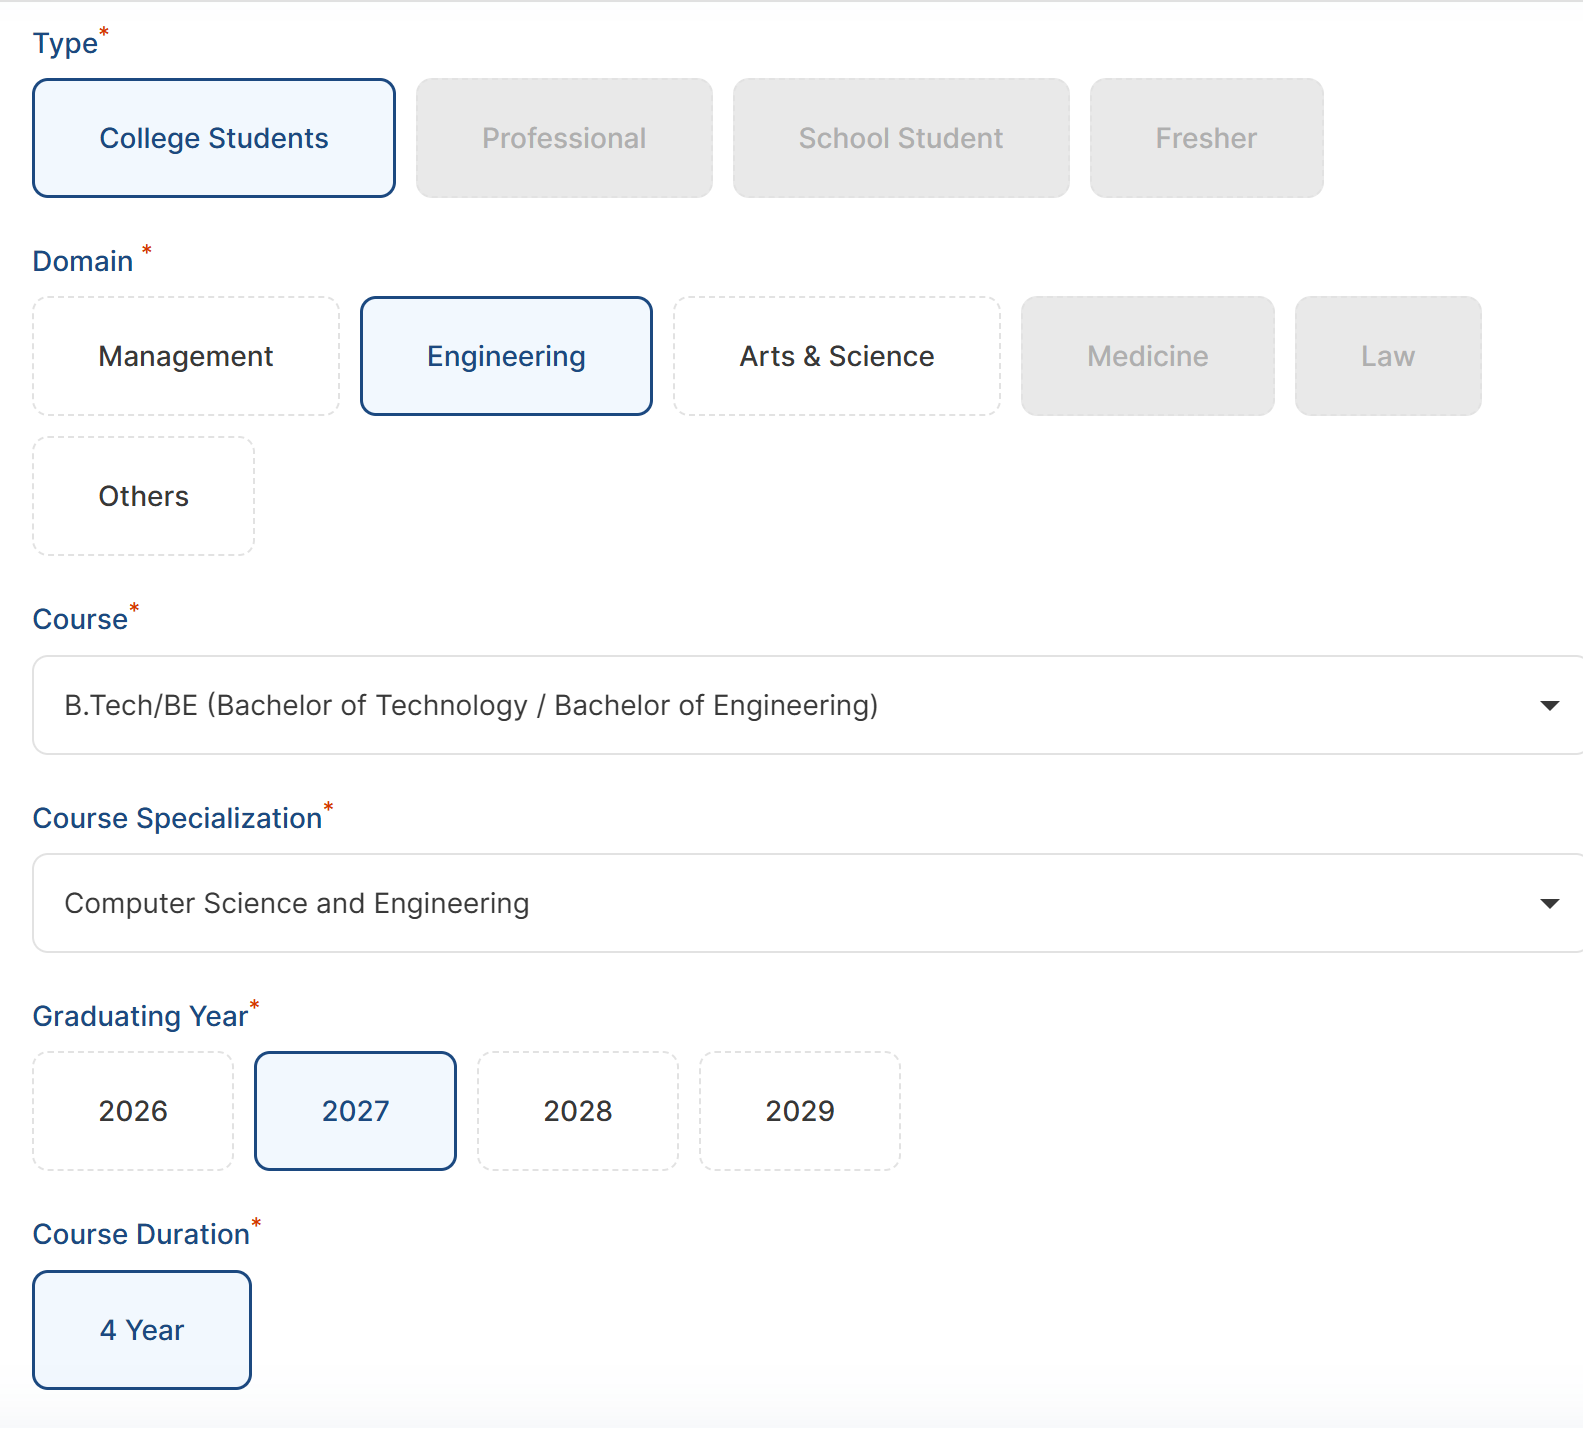 Type*
College Students Professional School Student Fresher
Domain *
Management Engineering Arts & Science Medicine Law
Others
Course*
B.Tech/BE (Bachelor of Technology / Bachelor of Engineering)
Course Specialization*
Computer Science and Engineering
Graduating Year*
2026 2027 2028 2029
Course Duration*
4 Year